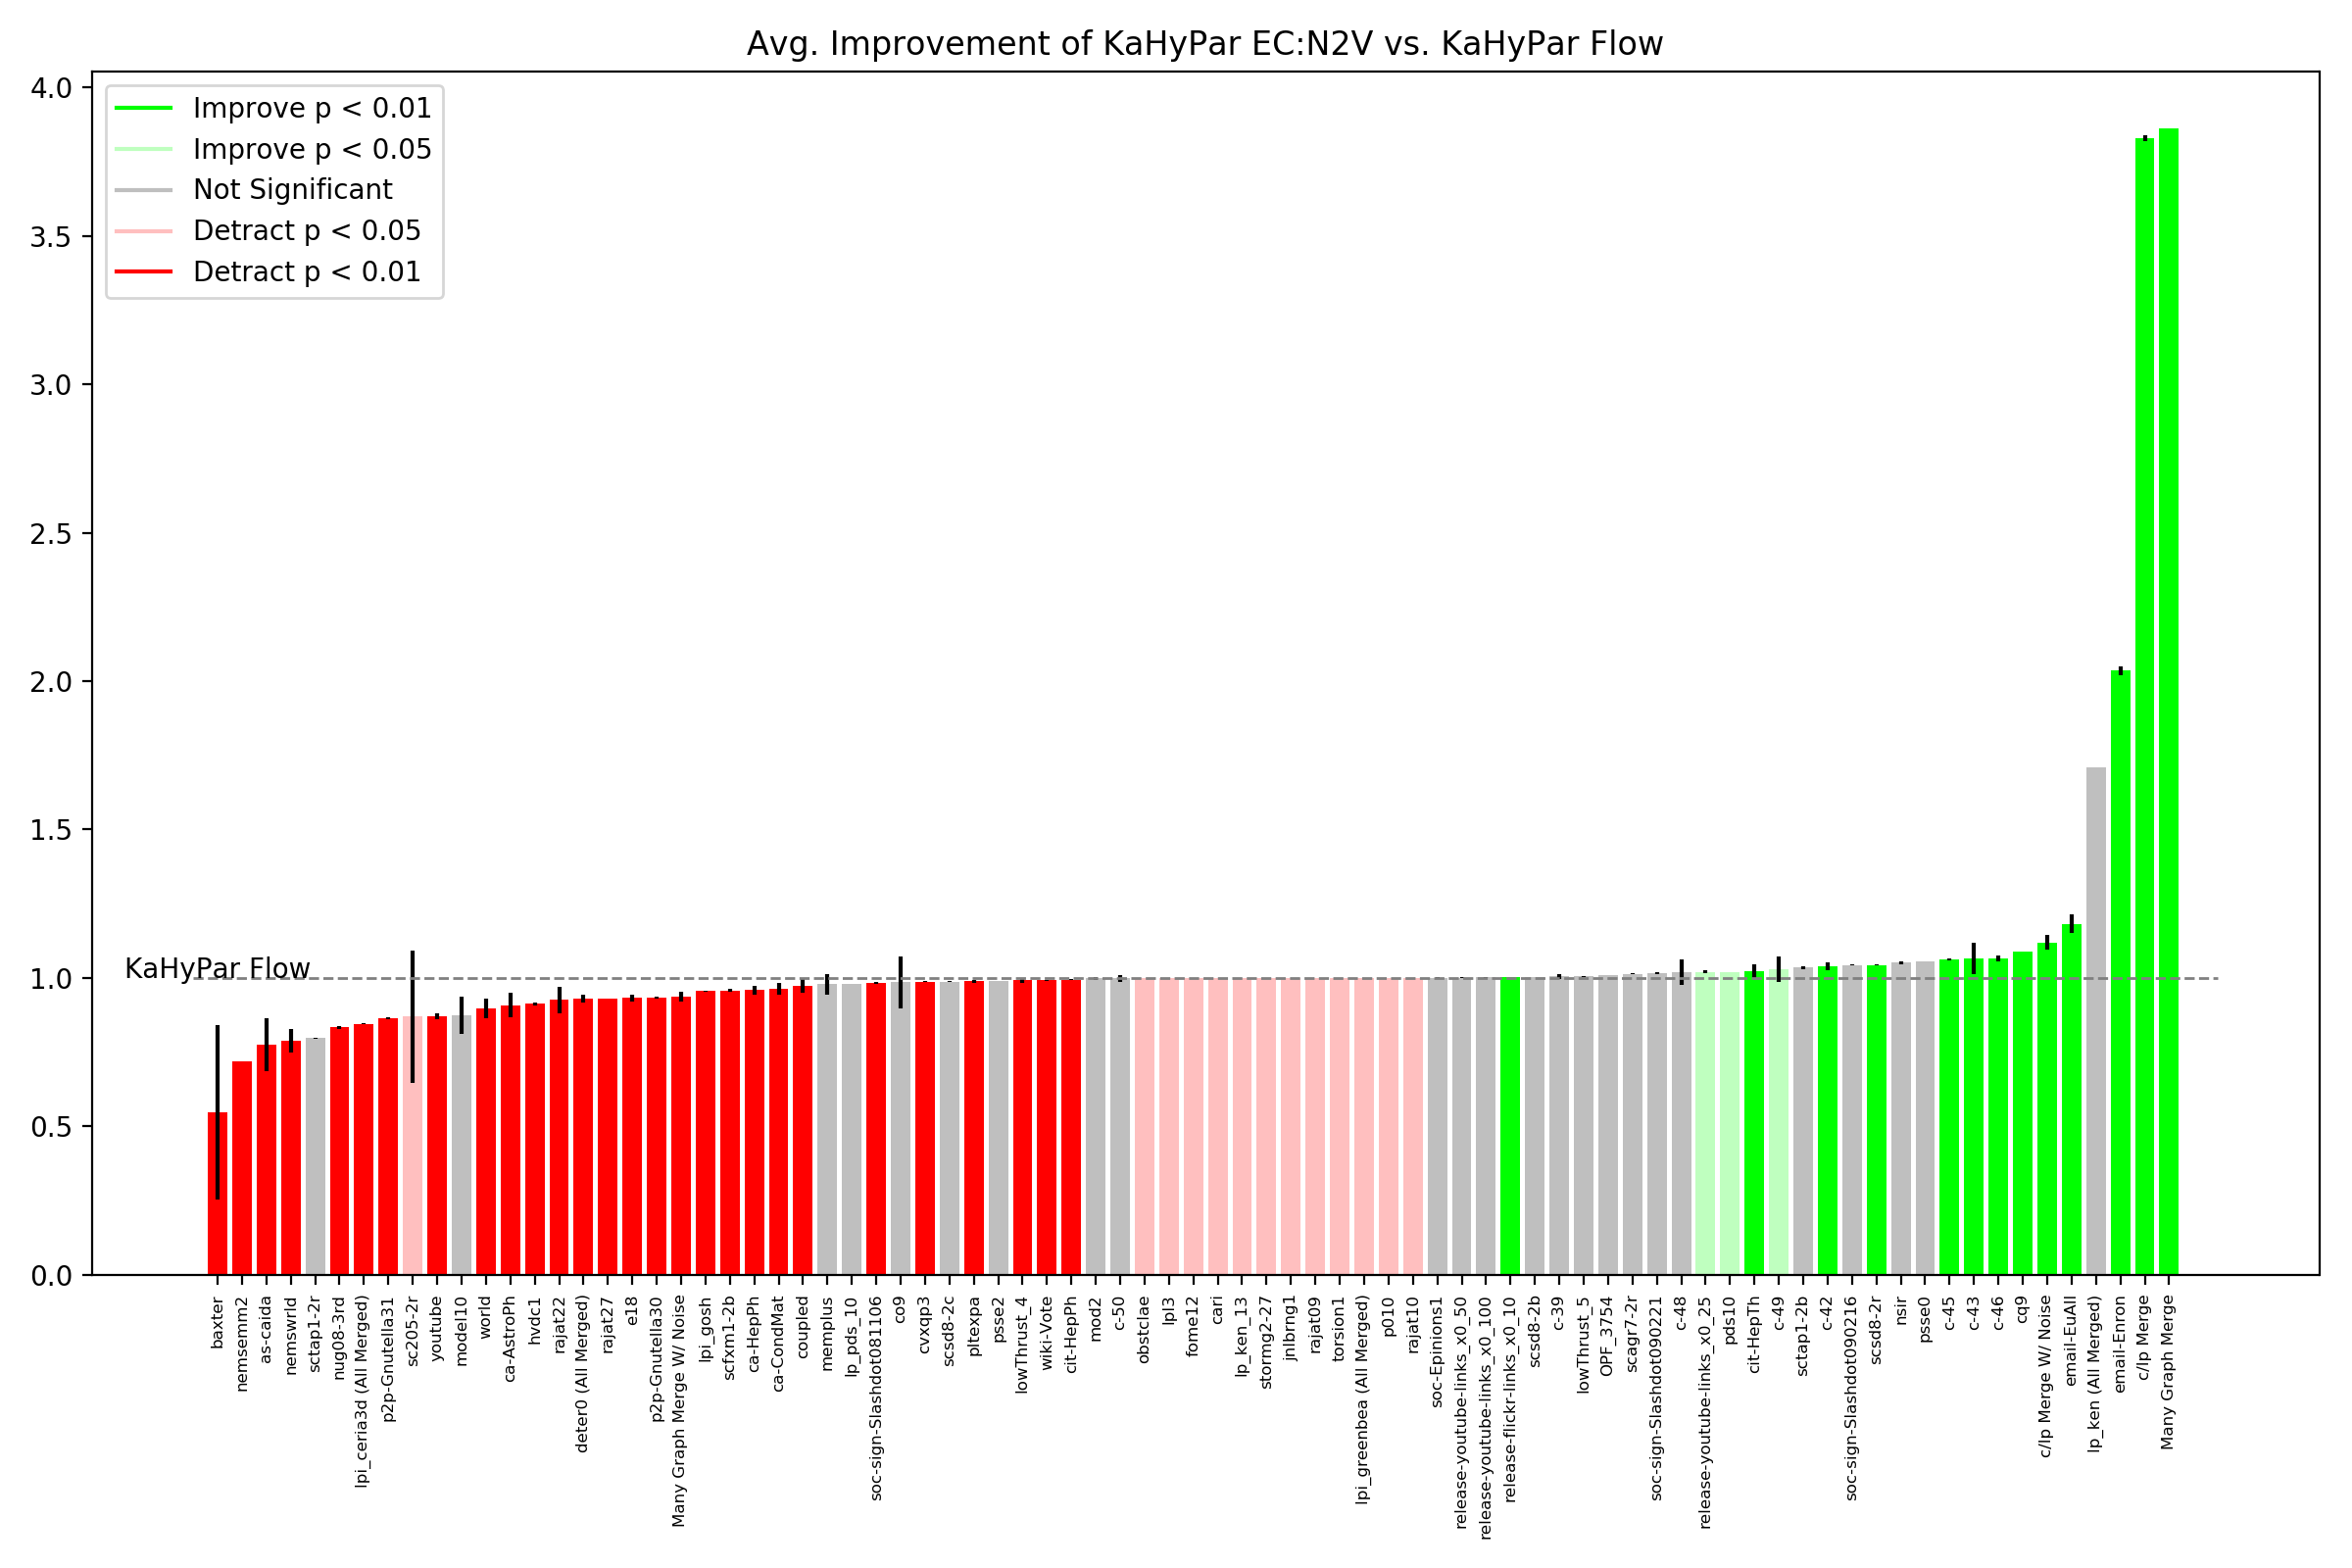 Avg. Improvement of KaHyPar EC:N2V vs. KaHyPar Flow
4.0
3.5
3.0
2.5
2.0
1.5
1.0
0.5
0.0
Improve p < 0.01
Improve p < 0.05
Not Significant
Detract p < 0.05
Detract p < 0.01
KaHyPar Flow
baxter
nemsemm2
as-caida
nemswrld
sctap1-2r
nug08-3rd
lpi_ceria3d (All Merged)
p2p-Gnutella31
sc205-2r
youtube
model10
world
ca-AstroPh
hvdc1
rajat22
deter0 (All Merged)
rajat27
e18
p2p-Gnutella30
Many Graph Merge W/ Noise
lpi_gosh
scfxm1-2b
ca-HepPh
ca-CondMat
coupled
memplus
lp_pds_10
soc-sign-Slashdot081106
co9
cvxqp3
scsd8-2c
pltexpa
psse2
lowThrust_4
wiki-Vote
cit-HepPh
mod2
c-50
obstclae
lpl3
fome12
cari
lp_ken_13
stormg2-27
jnlbrng1
rajat09
torsion1
lpi_greenbea (All Merged)
p010
rajat10
soc-Epinions1
release-youtube-links_x0_50
release-youtube-links_x0_100
release-flickr-links_x0_10
scsd8-2b
c-39
lowThrust_5
OPF_3754
scagr7-2r
soc-sign-Slashdot090221
c-48
release-youtube-links_x0_25
pds10
cit-HepTh
c-49
sctap1-2b
c-42
soc-sign-Slashdot090216
scsd8-2r
nsir
psse0
c-45
c-43
c-46
cq9
c/lp Merge W/ Noise
email-EuAll
lp_ken (All Merged)
email-Enron
c/lp Merge
Many Graph Merge